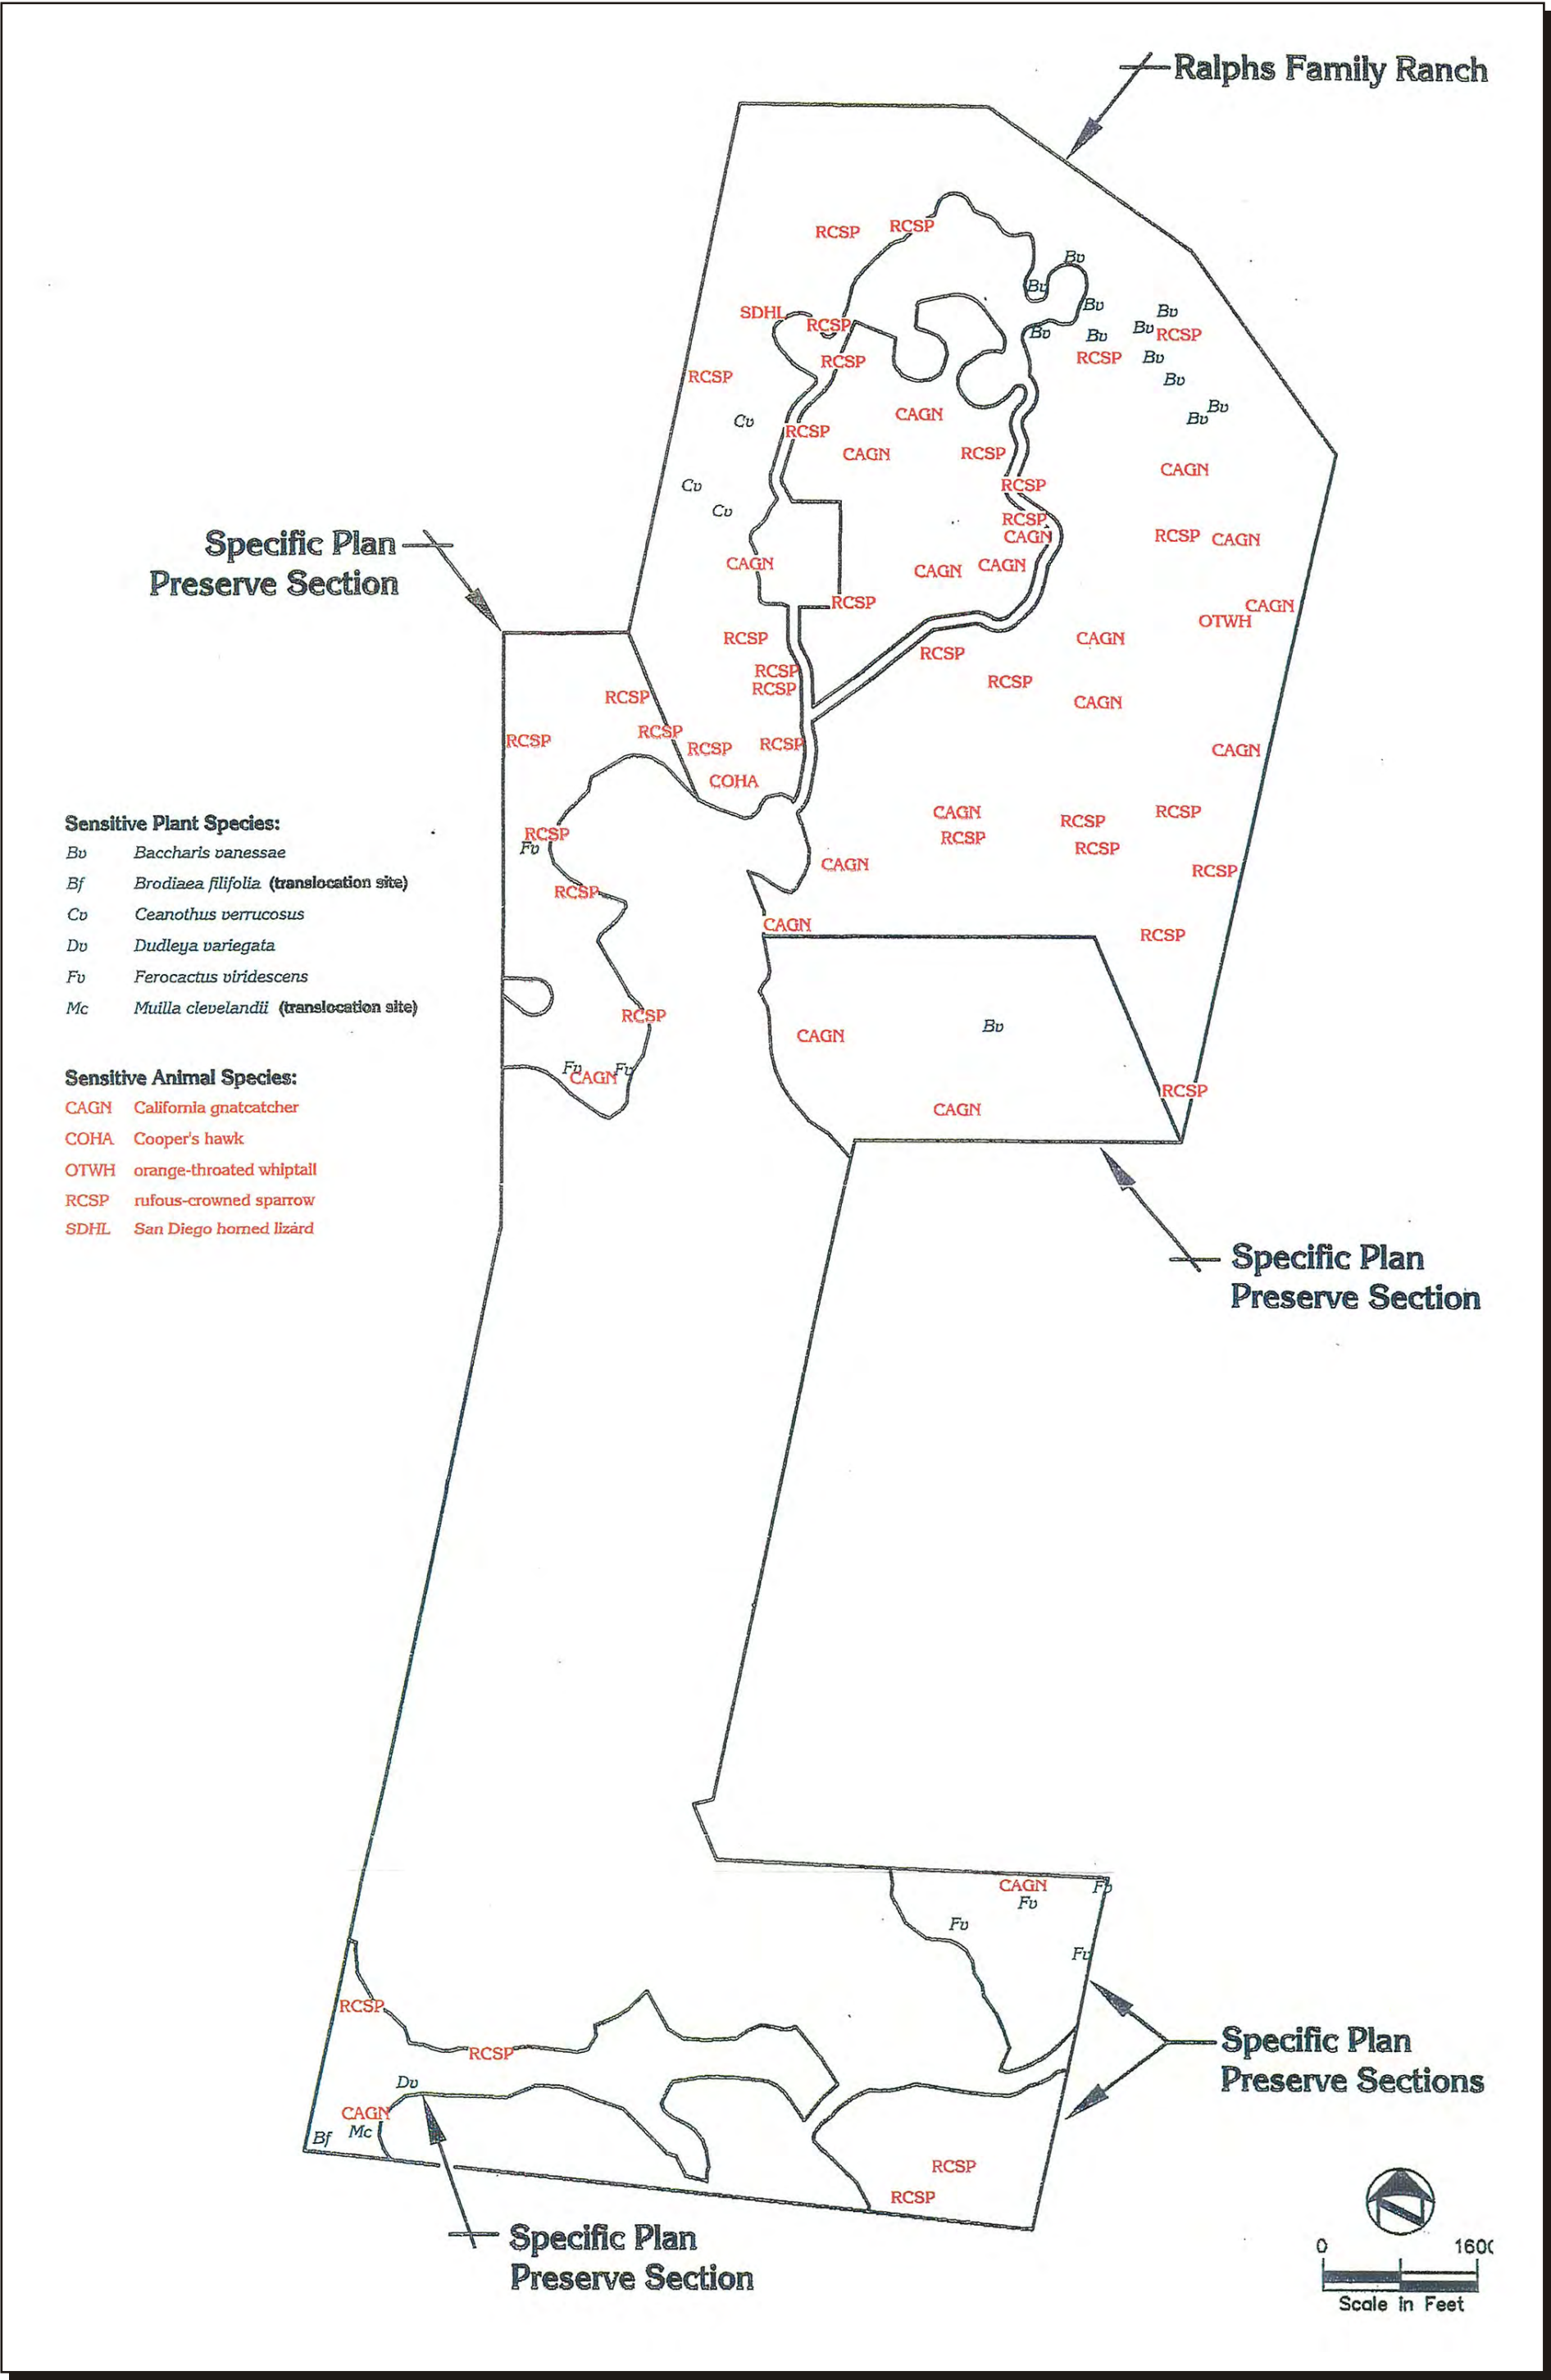 Ralphs Family Ranch
RCSP
RCSP
Bv
Bv
Bv
Bv
SDHL
RCSP
Bv
Bv
Bv
RCSP
RCSP
RCSP
Bv
RCSP
Bv
Bv
Bv
CAGN
Cv
RCSP
CAGN
RCSP
CAGN
Cv
RCSP
Cv
RCSP
CAGN
RCSP
CAGN
Specific Plan
Preserve Section
CAGN
CAGN
CAGN
RCSP
CAGN
OTWH
RCSP
CAGN
RCSP
RCSP
RCSP
RCSP
RCSP
CAGN
RCSP
RCSP
RCSP
RCSP
CAGN
COHA
CAGN
RCSP
RCSP
RCSP
RCSP
RCSP
Fv
CAGN
RCSP
RCSP
CAGN
RCSP
RCSP
Bv
CAGN
Fv
CAGN
Fv
RCSP
CAGN
Sensitive Plant Species:
Bv Baccharis vanessae
Bf Brodiaea filifolia (translocation site)
Cv Ceanothus verrucosus
Dv Dudleya variegata
Fv Ferocactus viridescens
Mc Muilla clevelandii (translocation site)
Sensitive Animal Species:
CAGN California gnatcatcher
COHA Cooper's hawk
OTWH orange-throated whiptail
RCSP rufous-crowned sparrow
SDHL San Diego horned lizard
Specific Plan
Preserve Section
CAGN
Fv
Fv
Fv
Fv
RCSP
RCSP
Dv
CAGN
Mc
Bf
Specific Plan
Preserve Sections
RCSP
RCSP
Specific Plan
Preserve Section
0 1600
Scale in Feet